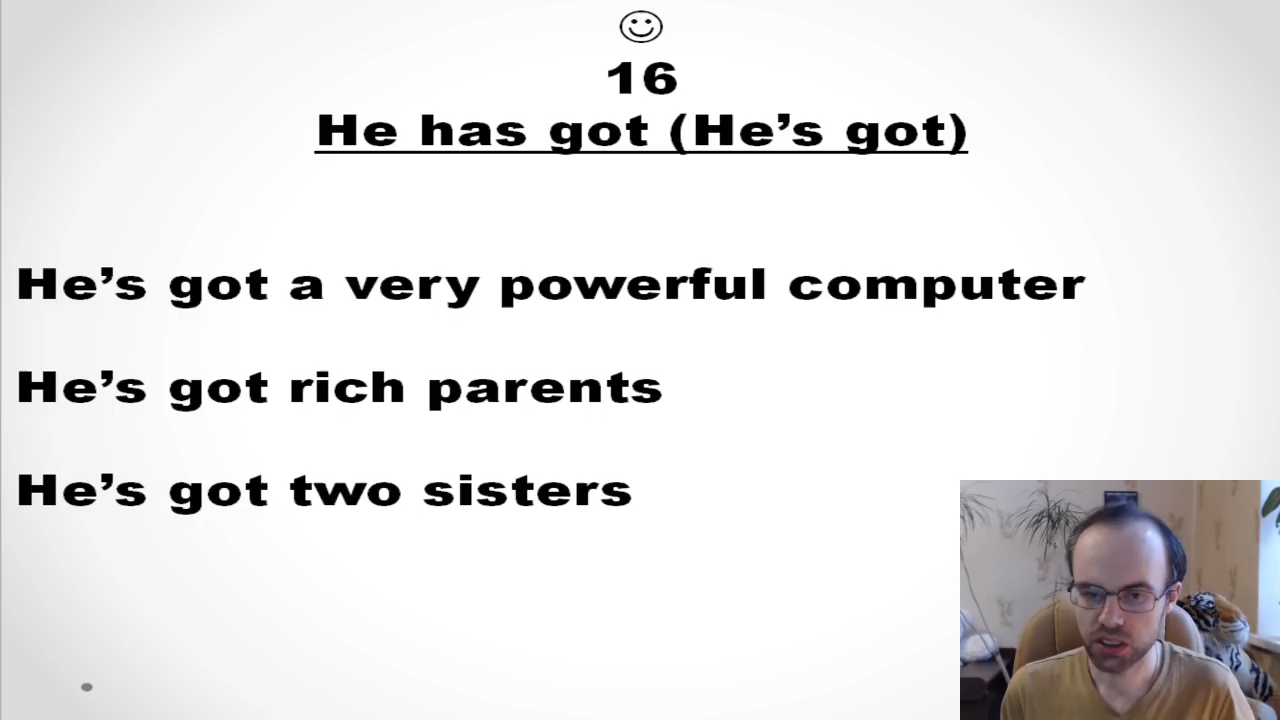 16
He has got (He’s got)
He’s got a very powerful computer
He’s got rich parents
He’s got two sisters